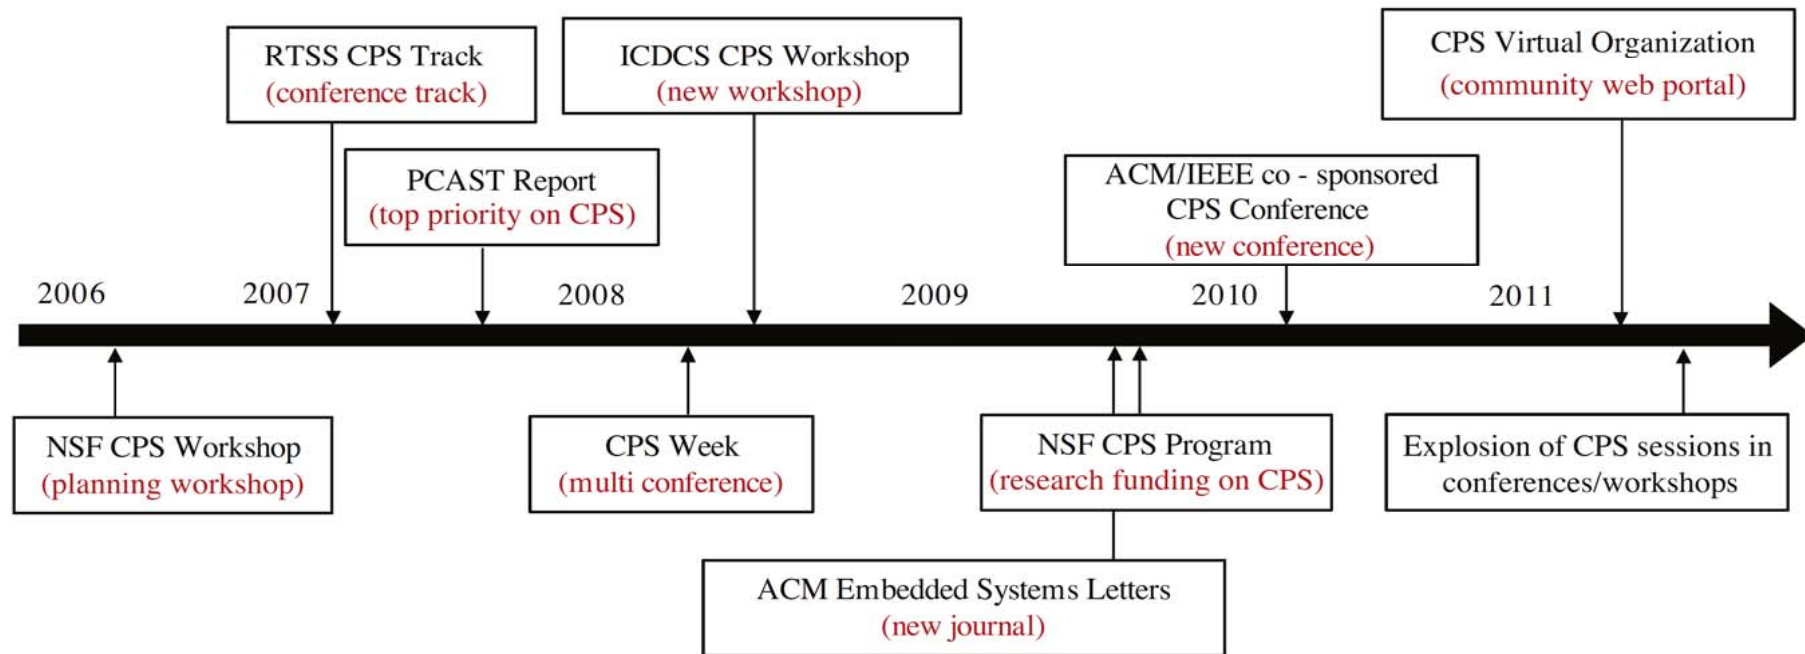 RTSS CPS Track
(conference track)
ICDCS CPS Workshop
(new workshop)
CPS Virtual Organization
(community web portal)
PCAST Report
(top priority on CPS)
ACM/IEEE co - sponsored
CPS Conference
(new conference)
2006
2007
2008
2009
2010
2011
NSF CPS Workshop
(planning workshop)
CPS Week
(multi conference)
NSF CPS Program
(research funding on CPS)
Explosion of CPS sessions in
conferences/workshops
ACM Embedded Systems Letters
(new journal)